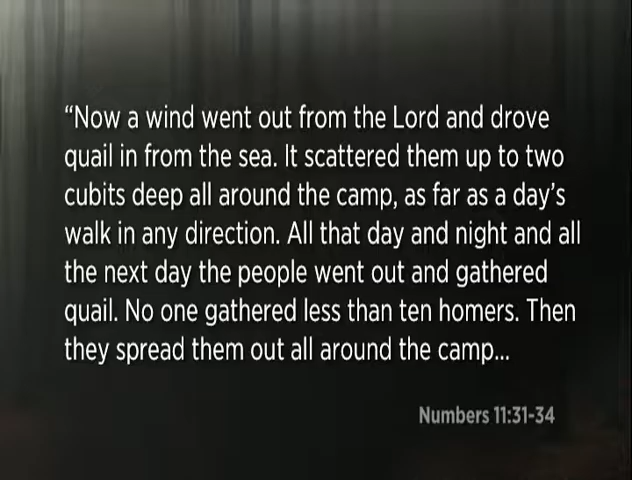 “Now a wind went out from the Lord and drove
quail in from the sea. It scattered them up to two
cubits deep all around the camp, as far as a day’s
walk in any direction. All that day and night and all
the next day the people went out and gathered
quail. No one gathered less than ten homers. Then
they spread them out all around the camp...
Numbers 11:31-34